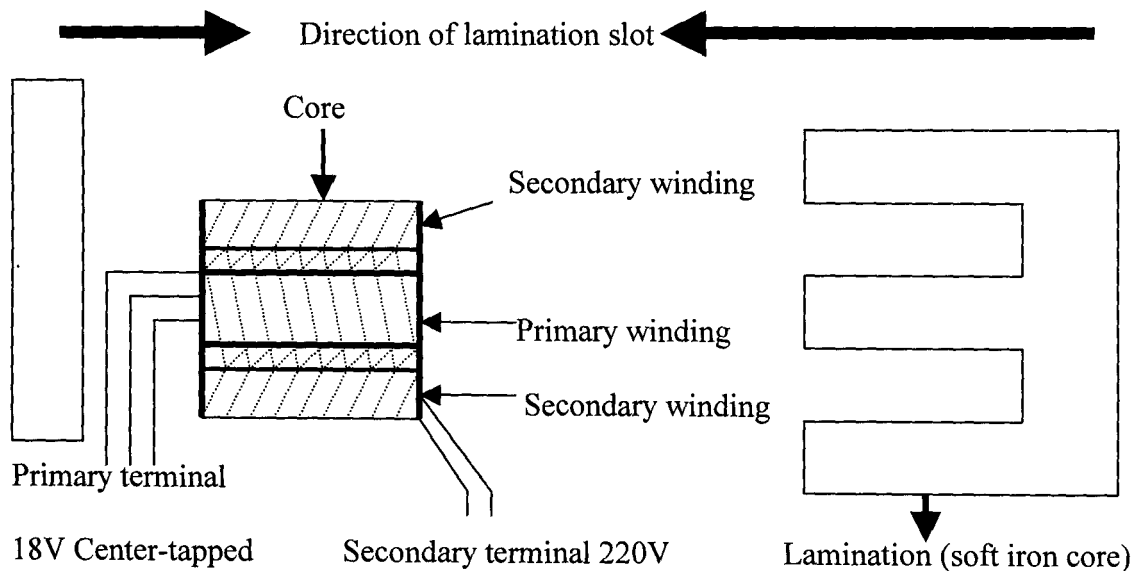 Direction of lamination slot
Core
Secondary winding
Primary winding
Secondary winding
Primary terminal
18V Center-tapped
Secondary terminal 220V
Lamination (soft iron core)